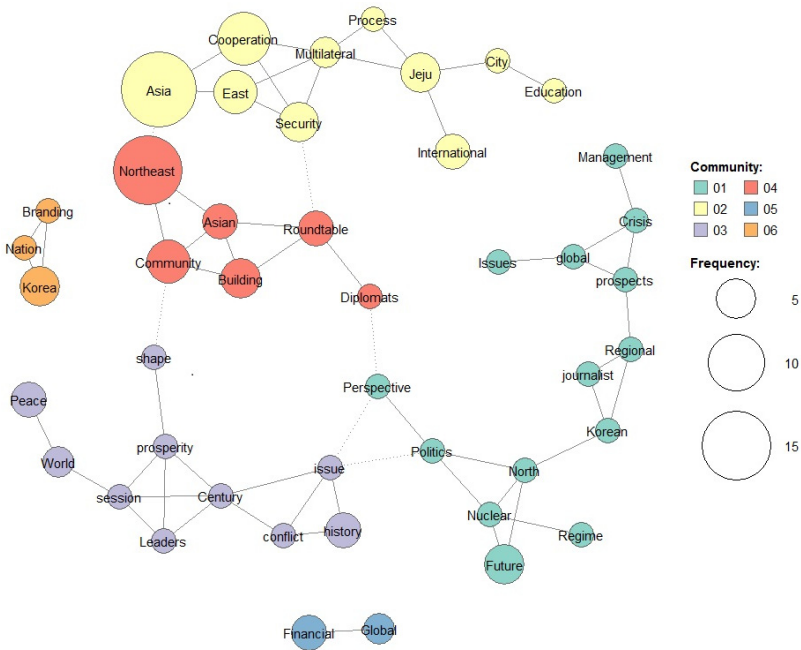 Process
Cooperation
Multilateral
City
Jeju
Asia
East
Education
Security
International
Management
Northeast
Community:
01
04
02
05
03
06
Branding
Asian
Crisis
Roundtable
Nation
global
Issues
Community
Frequency:
Building
prospects
Korea
Diplomats
5
Regional
shape
10
journalist
Perspective
Peace
Korean
prosperity
15
Politics
World
issue
North
session
Century
Nuclear
history
Regime
conflict
Leaders
Future
Financial
Global